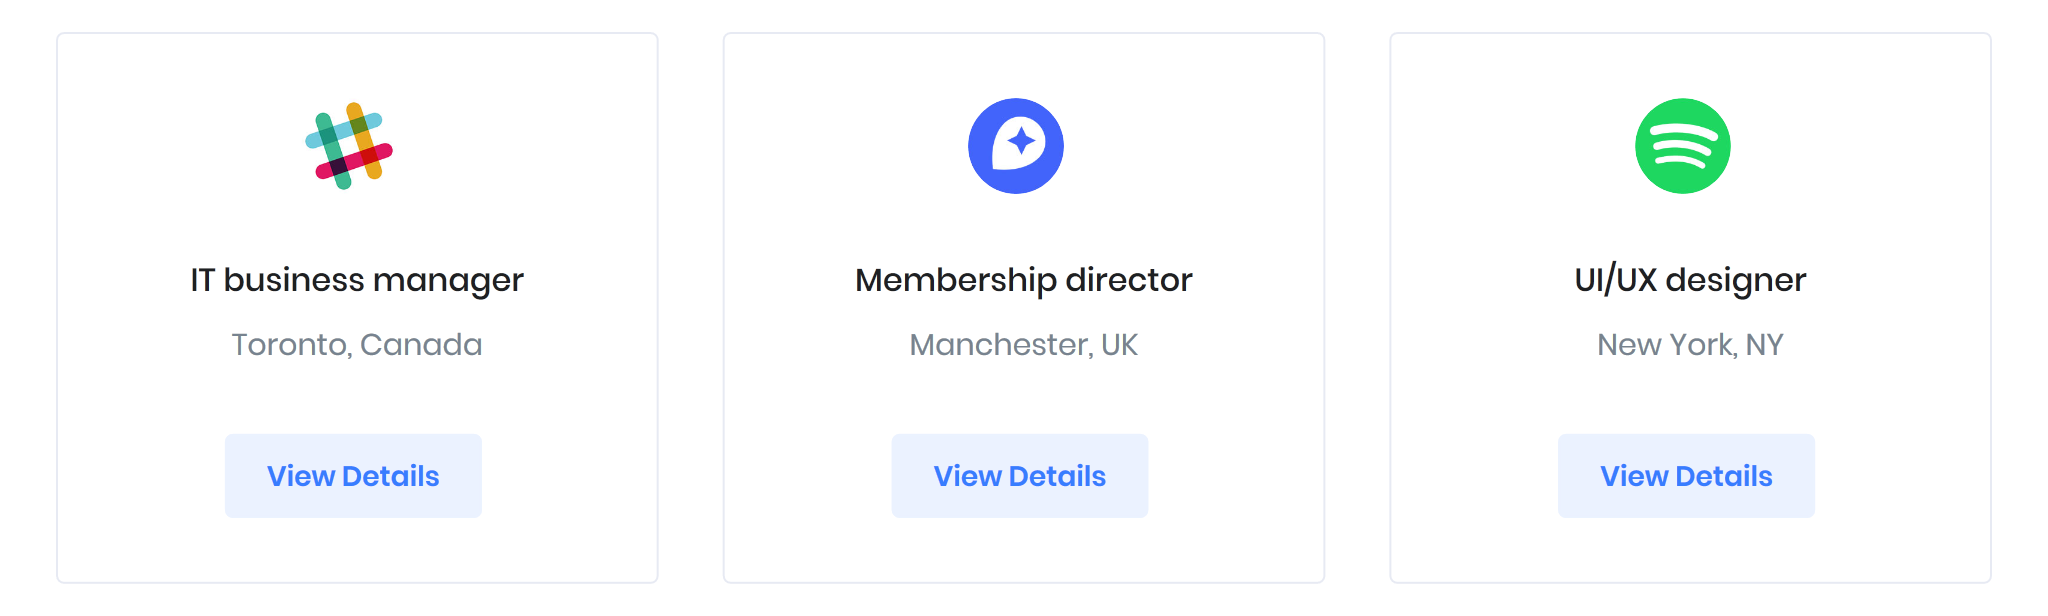 IT business manager
Toronto, Canada
View Details
Membership director
Manchester, UK
View Details
UI/UX designer
New York, NY
View Details